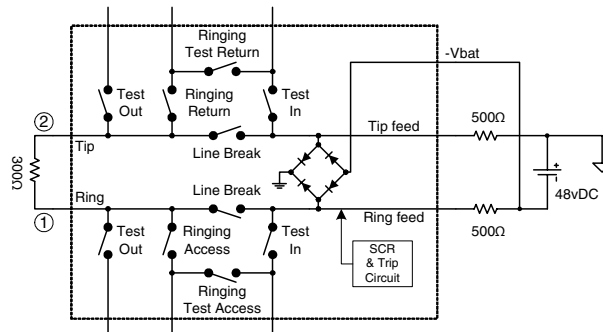 Ringing
Test Return
-Vbat
Test
Out
Ringing
Return
Test
In
②
500Ω
Tip
Line Break
Tip feed
300Ω
+
48vDC
Line Break
Ring
Ring feed
①
500Ω
Test
Out
Ringing
Access
Test
In
SCR
& Trip
Circuit
Ringing
Test Access